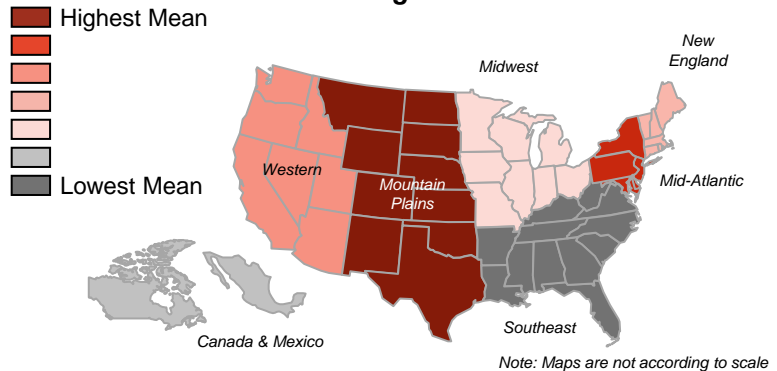 Highest Mean
Lowest Mean
Midwest
New
England
Western
Mountain
Plains
Mid-Atlantic
Canada & Mexico
Southeast
Note: Maps are not according to scale